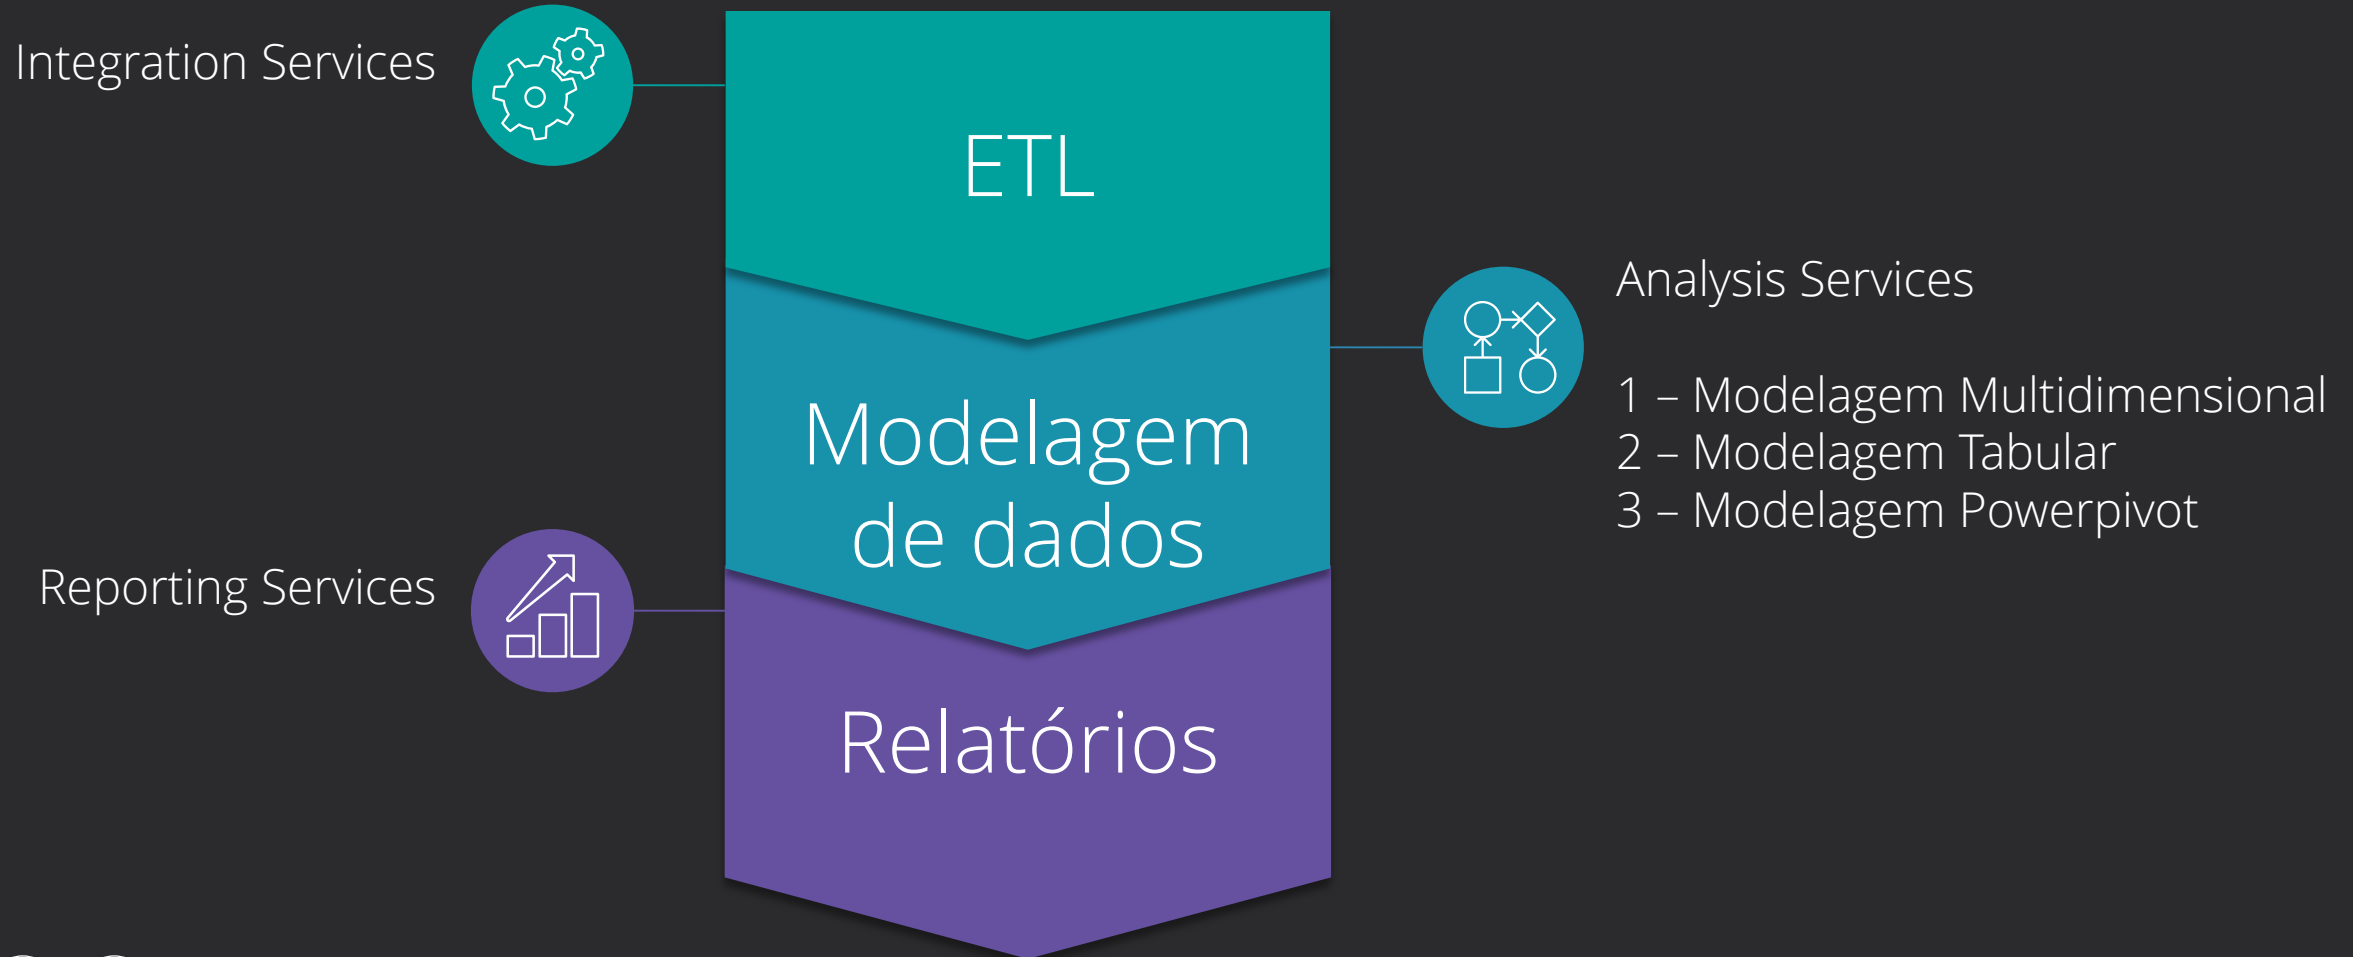 Integration Services
ETL
Analysis Services
1 – Modelagem Multidimensional
2 – Modelagem Tabular
3 – Modelagem Powerpivot
Modelagem
de dados
Reporting Services
Relatórios